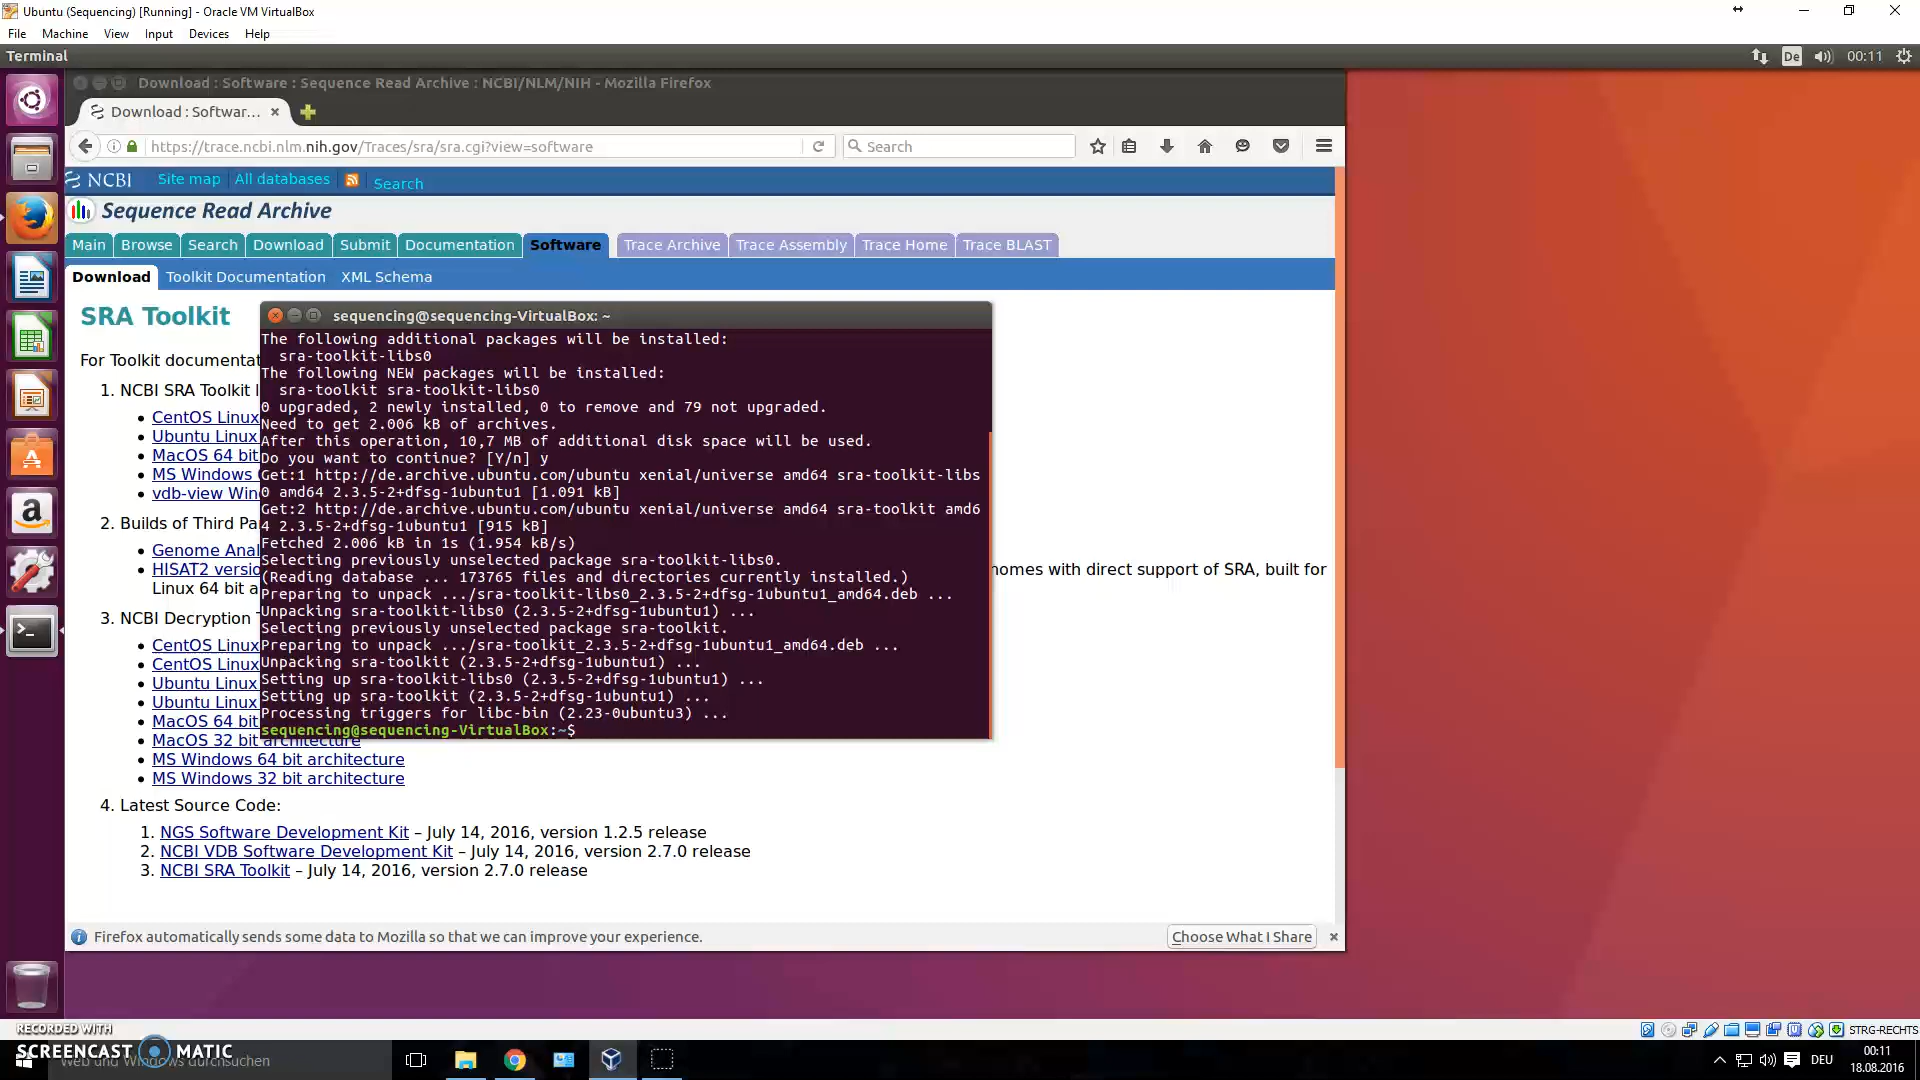 Ubuntu (Sequencing) [Running] - Oracle VM VirtualBox
File Machine View Input Devices Help
Terminal De 00:11
Download : Software : Sequence Read Archive : NCBI/NLM/NIH - Mozilla Firefox
Download : Softwar...
https://trace.ncbi.nlm.nih.gov/Traces/sra/sra.cgi?view=software Search
NCBI Site map All databases Search
Sequence Read Archive
Main Browse Search Download Submit Documentation Software Trace Archive Trace Assembly Trace Home Trace BLAST
Download Toolkit Documentation XML Schema
SRA Toolkit
For Toolkit documentat
1. NCBI SRA Toolkit
CentOS Linux
Ubuntu Linux
MacOS 64 bit
MS Windows
vdb-view Win
2. Builds of Third Pa
Genome Anal
HISAT2 versio
nomes with direct support of SRA, built for
Linux 64 bit a
3. NCBI Decryption
CentOS Linux
CentOS Linux
Ubuntu Linux
Ubuntu Linux
MacOS 64 bit
MacOS 32 bit architecture
MS Windows 64 bit architecture
MS Windows 32 bit architecture
4. Latest Source Code:
1. NGS Software Development Kit – July 14, 2016, version 1.2.5 release
2. NCBI VDB Software Development Kit – July 14, 2016, version 2.7.0 release
3. NCBI SRA Toolkit – July 14, 2016, version 2.7.0 release
sequencing@sequencing-VirtualBox: ~
The following additional packages will be installed:
sra-toolkit-libs0
The following NEW packages will be installed:
sra-toolkit sra-toolkit-libs0
0 upgraded, 2 newly installed, 0 to remove and 79 not upgraded.
Need to get 2.006 kB of archives.
After this operation, 10,7 MB of additional disk space will be used.
Do you want to continue? [Y/n] y
Get:1 http://de.archive.ubuntu.com/ubuntu xenial/universe amd64 sra-toolkit-libs
0 amd64 2.3.5-2+dfsg-1ubuntu1 [1.091 kB]
Get:2 http://de.archive.ubuntu.com/ubuntu xenial/universe amd64 sra-toolkit amd6
4 2.3.5-2+dfsg-1ubuntu1 [915 kB]
Fetched 2.006 kB in 1s (1.954 kB/s)
Selecting previously unselected package sra-toolkit-libs0.
(Reading database ... 173765 files and directories currently installed.)
Preparing to unpack .../sra-toolkit-libs0_2.3.5-2+dfsg-1ubuntu1_amd64.deb ...
Unpacking sra-toolkit-libs0 (2.3.5-2+dfsg-1ubuntu1) ...
Selecting previously unselected package sra-toolkit.
Preparing to unpack .../sra-toolkit_2.3.5-2+dfsg-1ubuntu1_amd64.deb ...
Unpacking sra-toolkit (2.3.5-2+dfsg-1ubuntu1) ...
Setting up sra-toolkit-libs0 (2.3.5-2+dfsg-1ubuntu1) ...
Setting up sra-toolkit (2.3.5-2+dfsg-1ubuntu1) ...
Processing triggers for libc-bin (2.23-0ubuntu3) ...
sequencing@sequencing-VirtualBox:~$
Firefox automatically sends some data to Mozilla so that we can improve your experience. Choose What I Share
STRG-RECHTS
RECORDED WITH
SCREENCAST MATIC
Web und Windows durchsuchen
DEU
00:11
18.08.2016